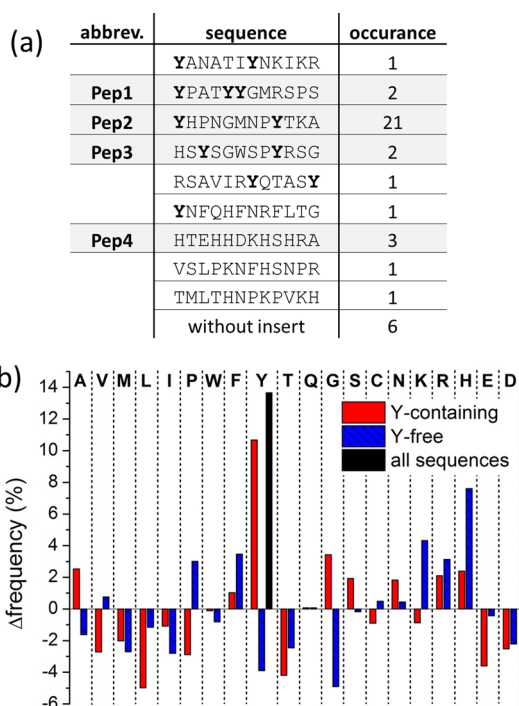 (a)
abbrev. sequence occurance
YANATIYNKIKR 1
Pep1 YPATYYGMRSPS 2
Pep2 YHPNGMNPYTKA 21
Pep3 HSYSGWSPYRSG 2
RSAVIRYQTASY 1
YNFQHFNRFLTG 1
Pep4 HTEHHDKHSHRA 3
VSLPKNFHSNPR 1
TMLTHNPKPVKH 1
without insert 6
b)
A V M L I P W F Y T Q G S C N K R H E D
14
12
10
8
6
4
2
0
-2
-4
-6
Δfrequency (%)
Y-containing
Y-free
all sequences